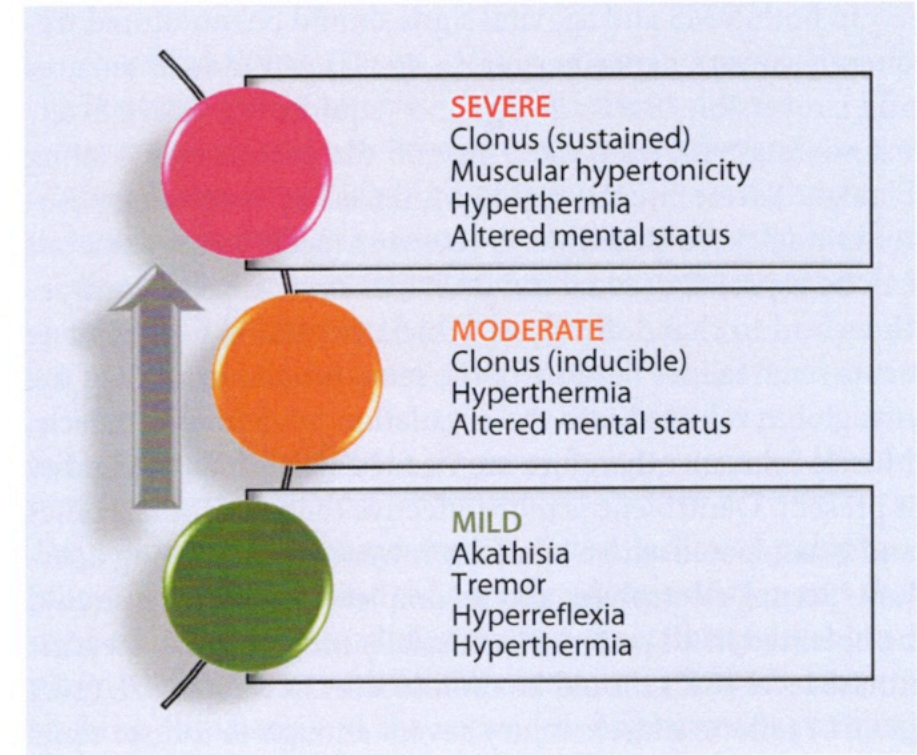 SEVERE
Clonus (sustained)
Muscular hypertonicity
Hyperthermia
Altered mental status
MODERATE
Clonus (inducible)
Hyperthermia
Altered mental status
MILD
Akathisia
Tremor
Hyperreflexia
Hyperthermia